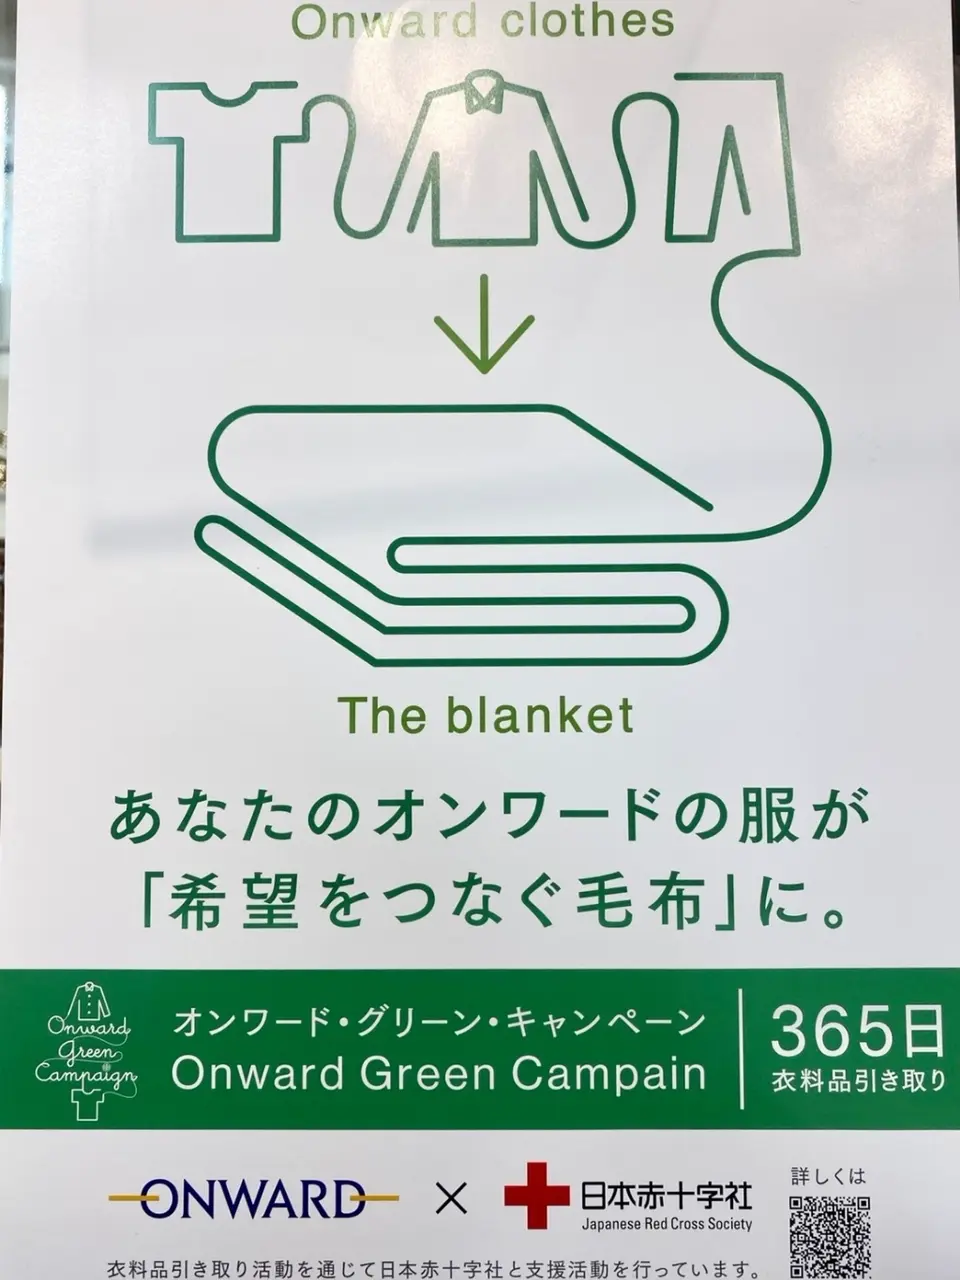 Onward clothes
The blanket
あなたのオンワードの服が
「希望をつなぐ毛布」に。
Onward
Green
Campaign
オンワード・グリーン・キャンペーン
Onward Green Campain
365日
衣料品引き取り
ONWARD × 日本赤十字社
Japanese Red Cross Society
詳しくは
衣料品引き取り活動を通じて日本赤十字社と支援活動を行っています。